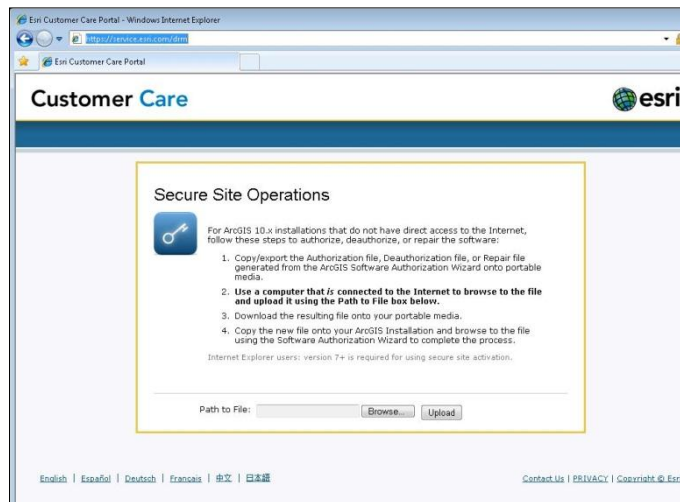 Esri Customer Care Portal - Windows Internet Explorer
https://service.esri.com/drm
Esri Customer Care Portal
Customer Care
esri
Secure Site Operations
For ArcGIS 10.x installations that do not have direct access to the Internet,
follow these steps to authorize, deauthorize, or repair the software:
1. Copy/export the Authorization file, Deauthorization file, or Repair file
generated from the ArcGIS Software Authorization Wizard onto portable
media.
2. Use a computer that is connected to the Internet to browse to the file
and upload it using the Path to File box below.
3. Download the resulting file onto your portable media.
4. Copy the new file onto your ArcGIS Installation and browse to the file
using the Software Authorization Wizard to complete the process.
Internet Explorer users: version 7+ is required for using secure site activation.
Path to File: Browse... Upload
English | Español | Deutsch | Français | 中文 | 日本語
Contact Us | PRIVACY | Copyright © Esri